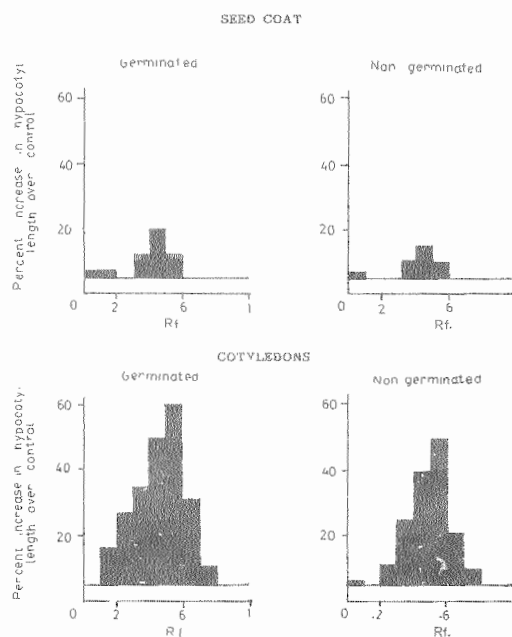 SEED COAT
Germinated
Non germinated
Percent increase in hypocotyl
length over control
60
40
20
0
2
6
1
Rf
60
40
20
0
2
6
Rf.
COTYLEDONS
Germinated
Non germinated
Percent increase in hypocoty.
length over control
60
40
20
0
2
6
1
Rf
60
40
20
0
.2
.6
Rf.